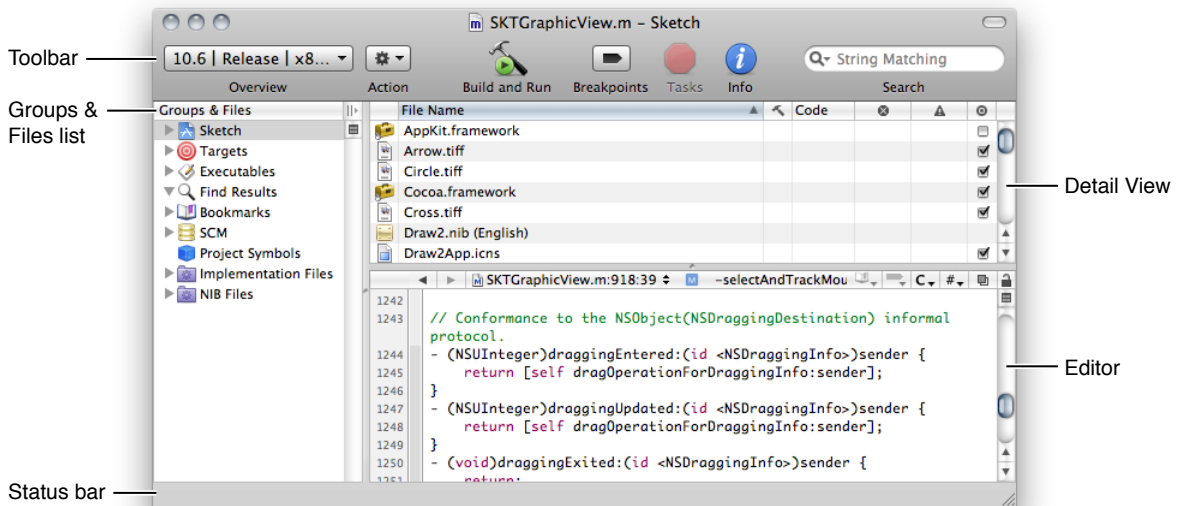 SKTGraphicView.m – Sketch
Toolbar
10.6 | Release | x8...
String Matching
Overview
Action
Build and Run
Breakpoints
Tasks
Info
Search
Groups &
Files list
Groups & Files
File Name
Code
Sketch
Targets
Executables
Find Results
Bookmarks
SCM
Project Symbols
Implementation Files
NIB Files
AppKit.framework
Arrow.tiff
Circle.tiff
Cocoa.framework
Cross.tiff
Draw2.nib (English)
Draw2App.icns
Detail View
SKTGraphicView.m:918:39
M
-selectAndTrackMou
C
#
1242
1243 // Conformance to the NSObject(NSDraggingDestination) informal
protocol.
1244 - (NSUInteger)draggingEntered:(id <NSDraggingInfo>)sender {
1245 return [self dragOperationForDraggingInfo:sender];
1246 }
1247 - (NSUInteger)draggingUpdated:(id <NSDraggingInfo>)sender {
1248 return [self dragOperationForDraggingInfo:sender];
1249 }
1250 - (void)draggingExited:(id <NSDraggingInfo>)sender {
1251 return;
Editor
Status bar